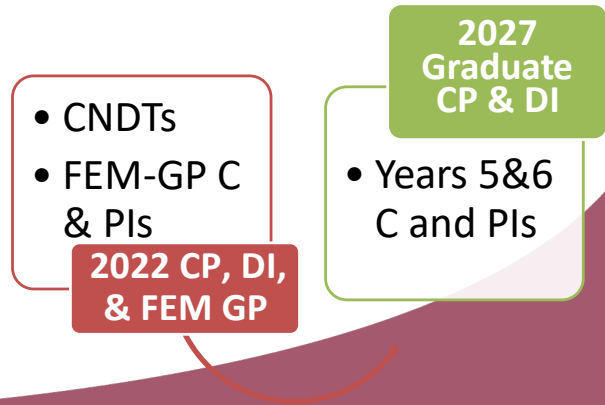 • CNDTs
• FEM-GP C
& PIs
2022 CP, DI,
& FEM GP
2027
Graduate
CP & DI
• Years 5&6
C and PIs